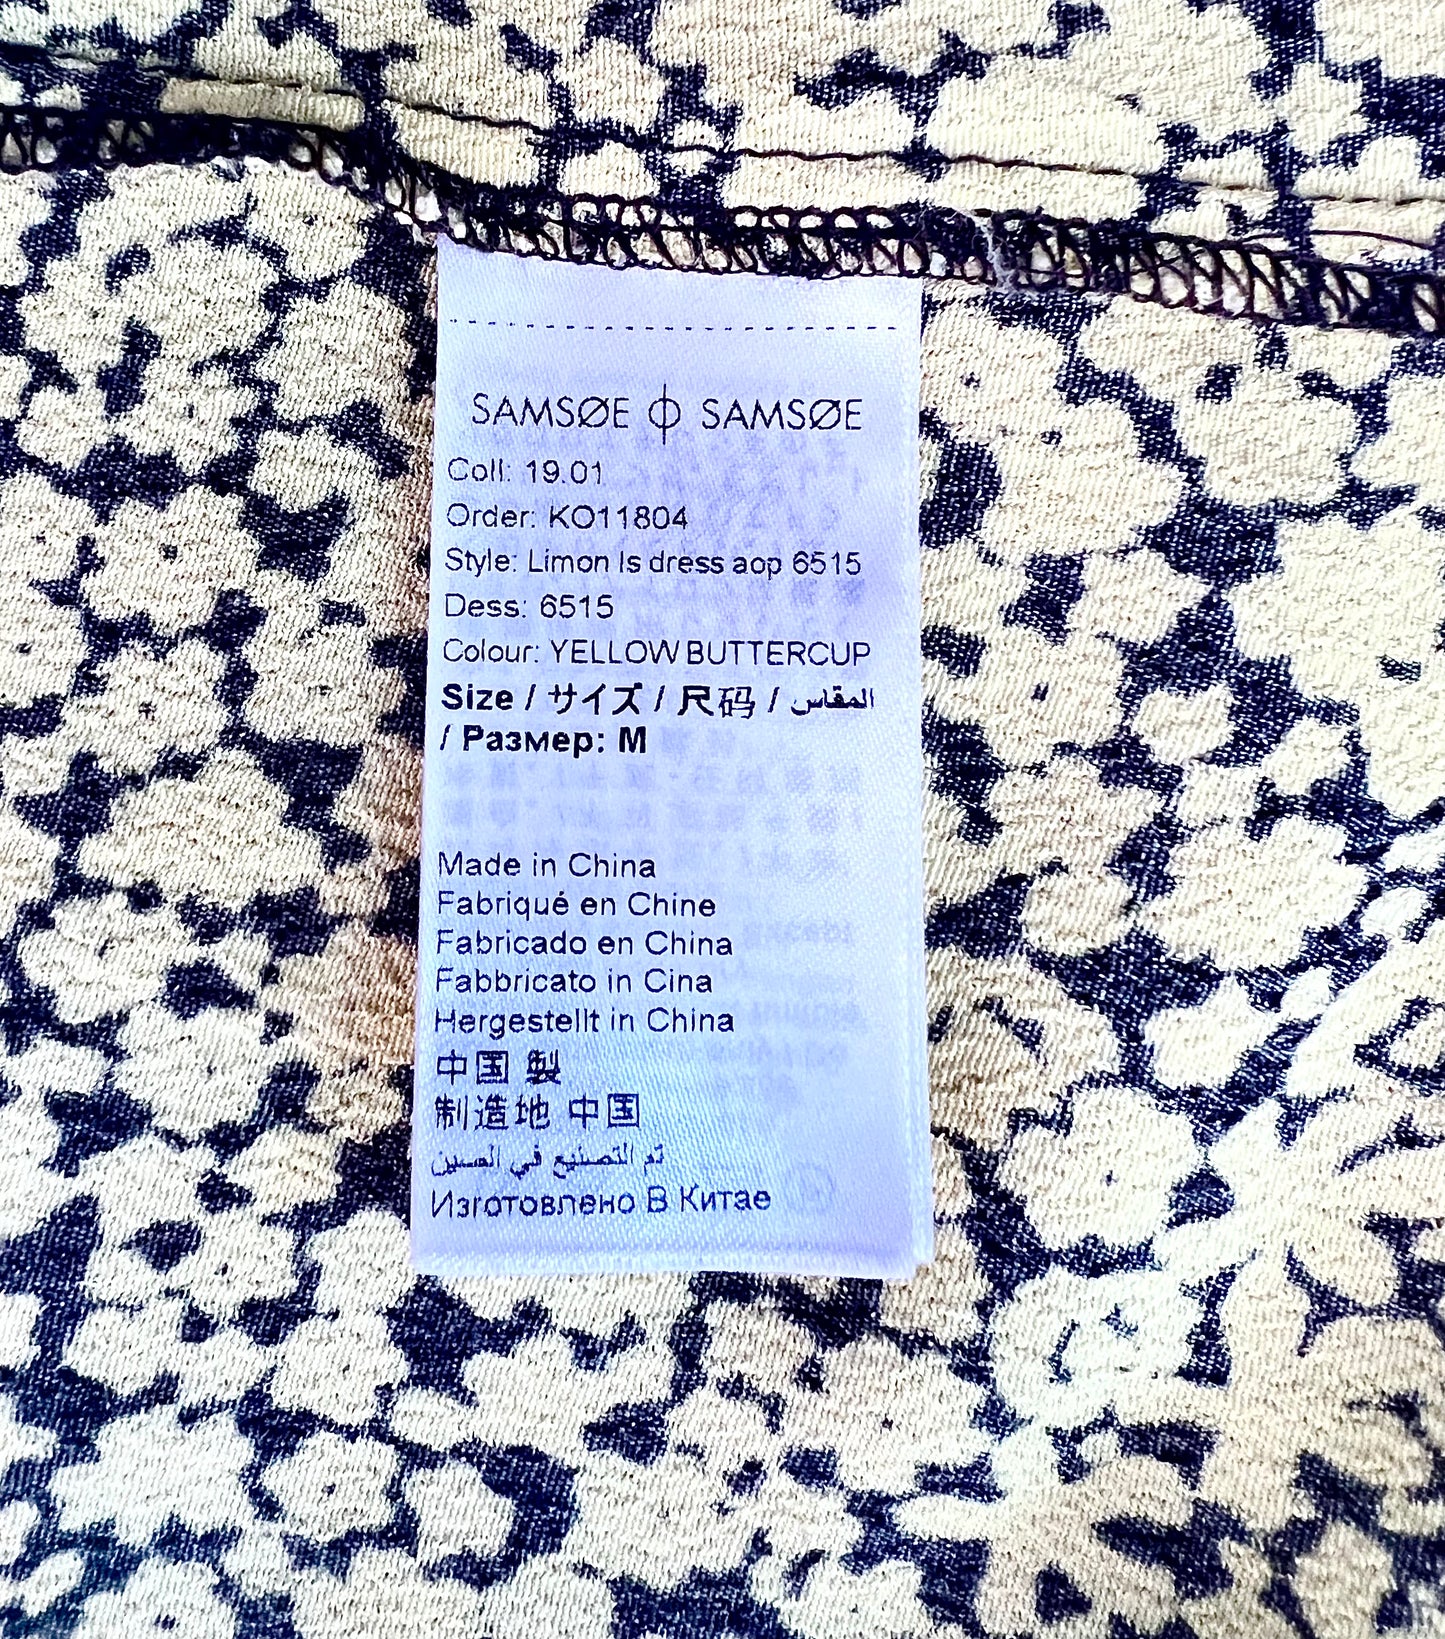 SAMSØE Φ SAMSØE
Coll: 19.01
Order: KO11804
Style: Limon ls dress aop 6515
Dess: 6515
Colour: YELLOW BUTTERCUP
Size / サイズ / 尺码 / المقاس
/ Размер: M
Made in China
Fabriqué en Chine
Fabricado en China
Fabbricato in Cina
Hergestellt in China
中国 製
制造地 中国
تم التصنيع في الصين
Изготовлено В Китае